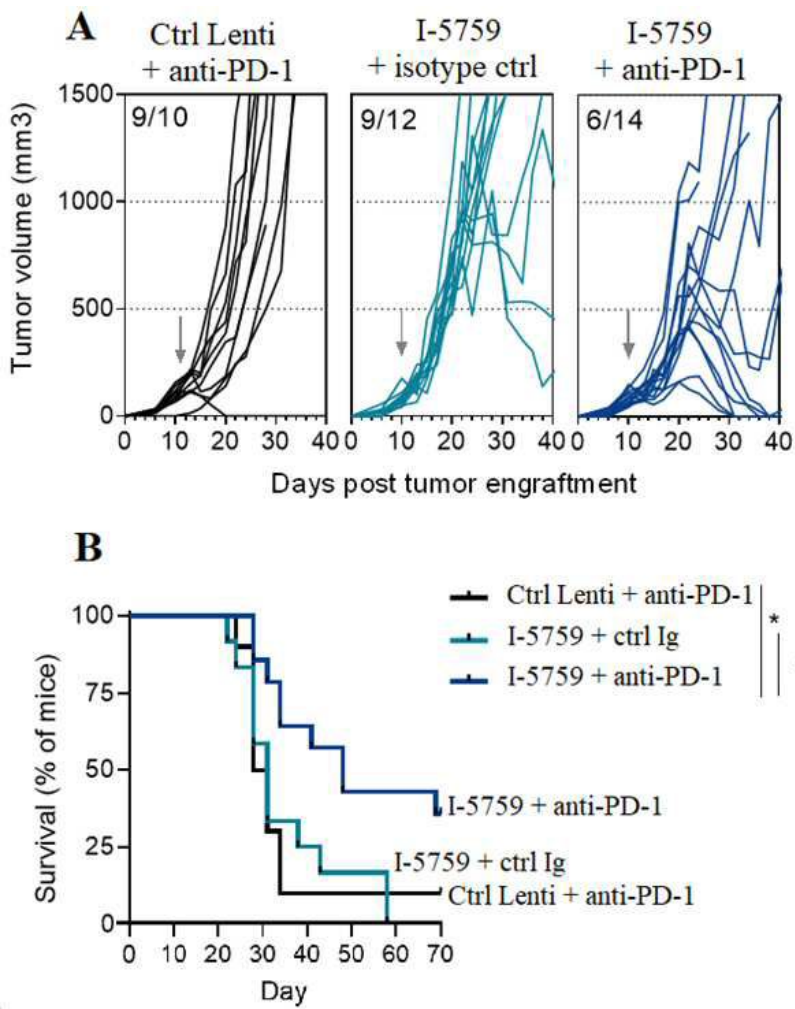 A
Ctrl Lenti
+ anti-PD-1
I-5759
+ isotype ctrl
I-5759
+ anti-PD-1
Tumor volume (mm3)
1500
1000
500
0
9/10
9/12
6/14
0 10 20 30 40
0 10 20 30 40
0 10 20 30 40
Days post tumor engraftment
B
Survival (% of mice)
100
75
50
25
0
Ctrl Lenti + anti-PD-1
I-5759 + ctrl Ig
I-5759 + anti-PD-1
*
I-5759 + anti-PD-1
I-5759 + ctrl Ig
Ctrl Lenti + anti-PD-1
0 10 20 30 40 50 60 70
Day